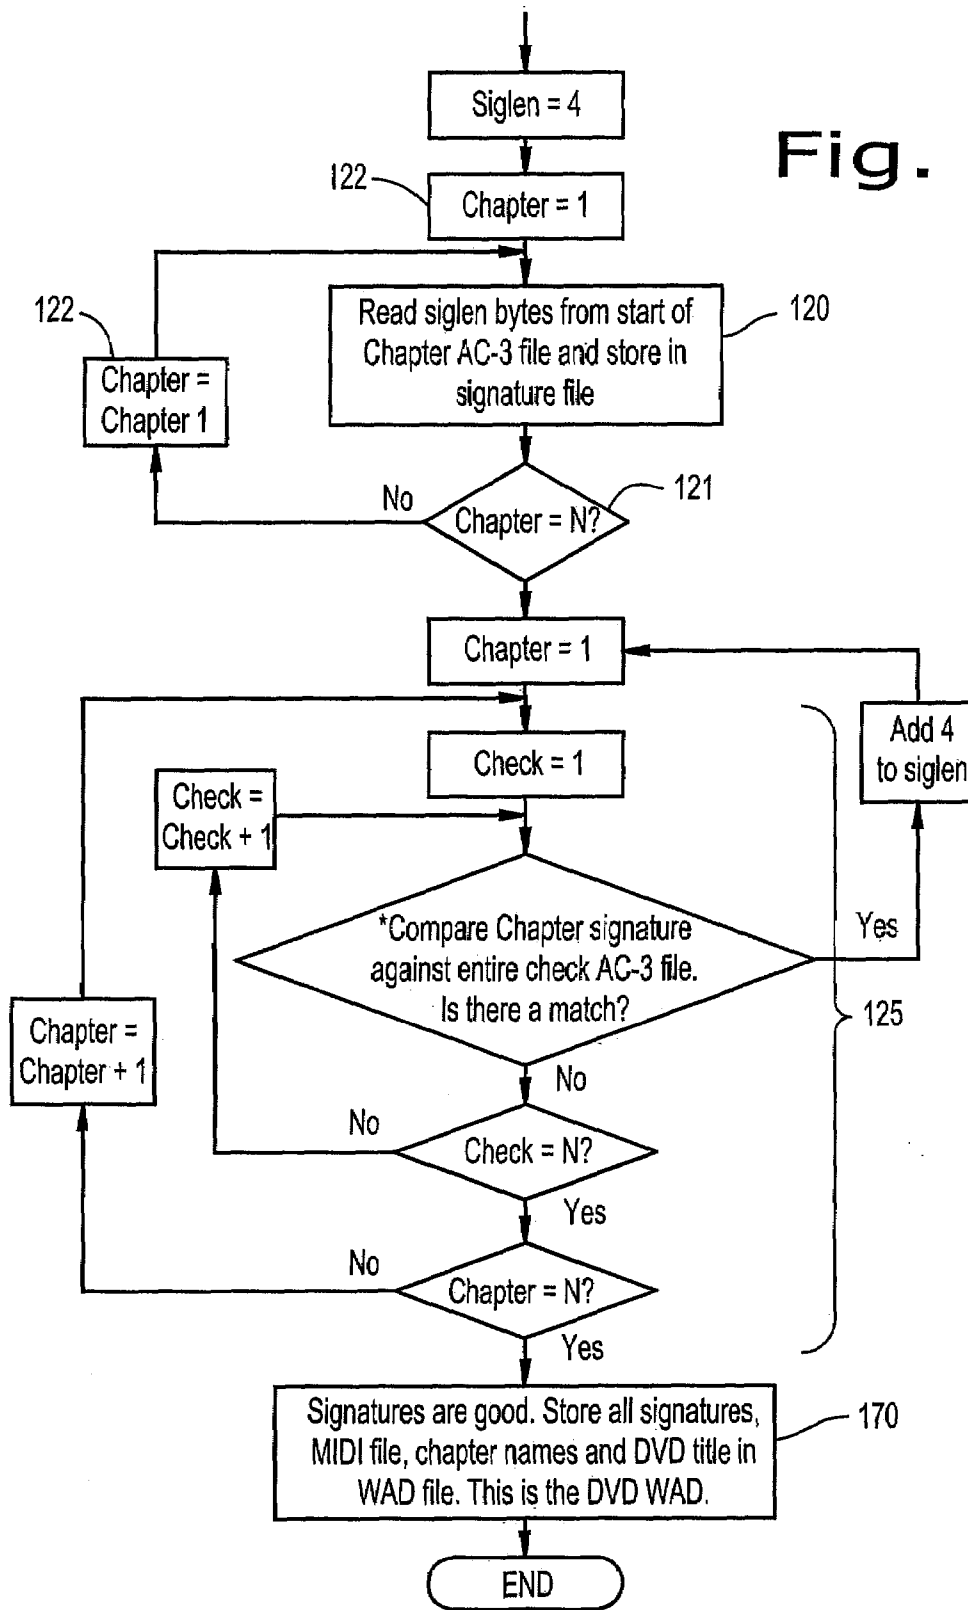 Siglen = 4
Fig.
122
Chapter = 1
122
Chapter =
Chapter 1
Read siglen bytes from start of
Chapter AC-3 file and store in
signature file
120
No
Chapter = N?
121
Chapter = 1
Check = 1
Add 4
to siglen
Check =
Check + 1
*Compare Chapter signature
against entire check AC-3 file.
Is there a match?
Yes
125
Chapter =
Chapter + 1
No
No
Check = N?
Yes
No
Chapter = N?
Yes
Signatures are good. Store all signatures,
MIDI file, chapter names and DVD title in
WAD file. This is the DVD WAD.
170
END